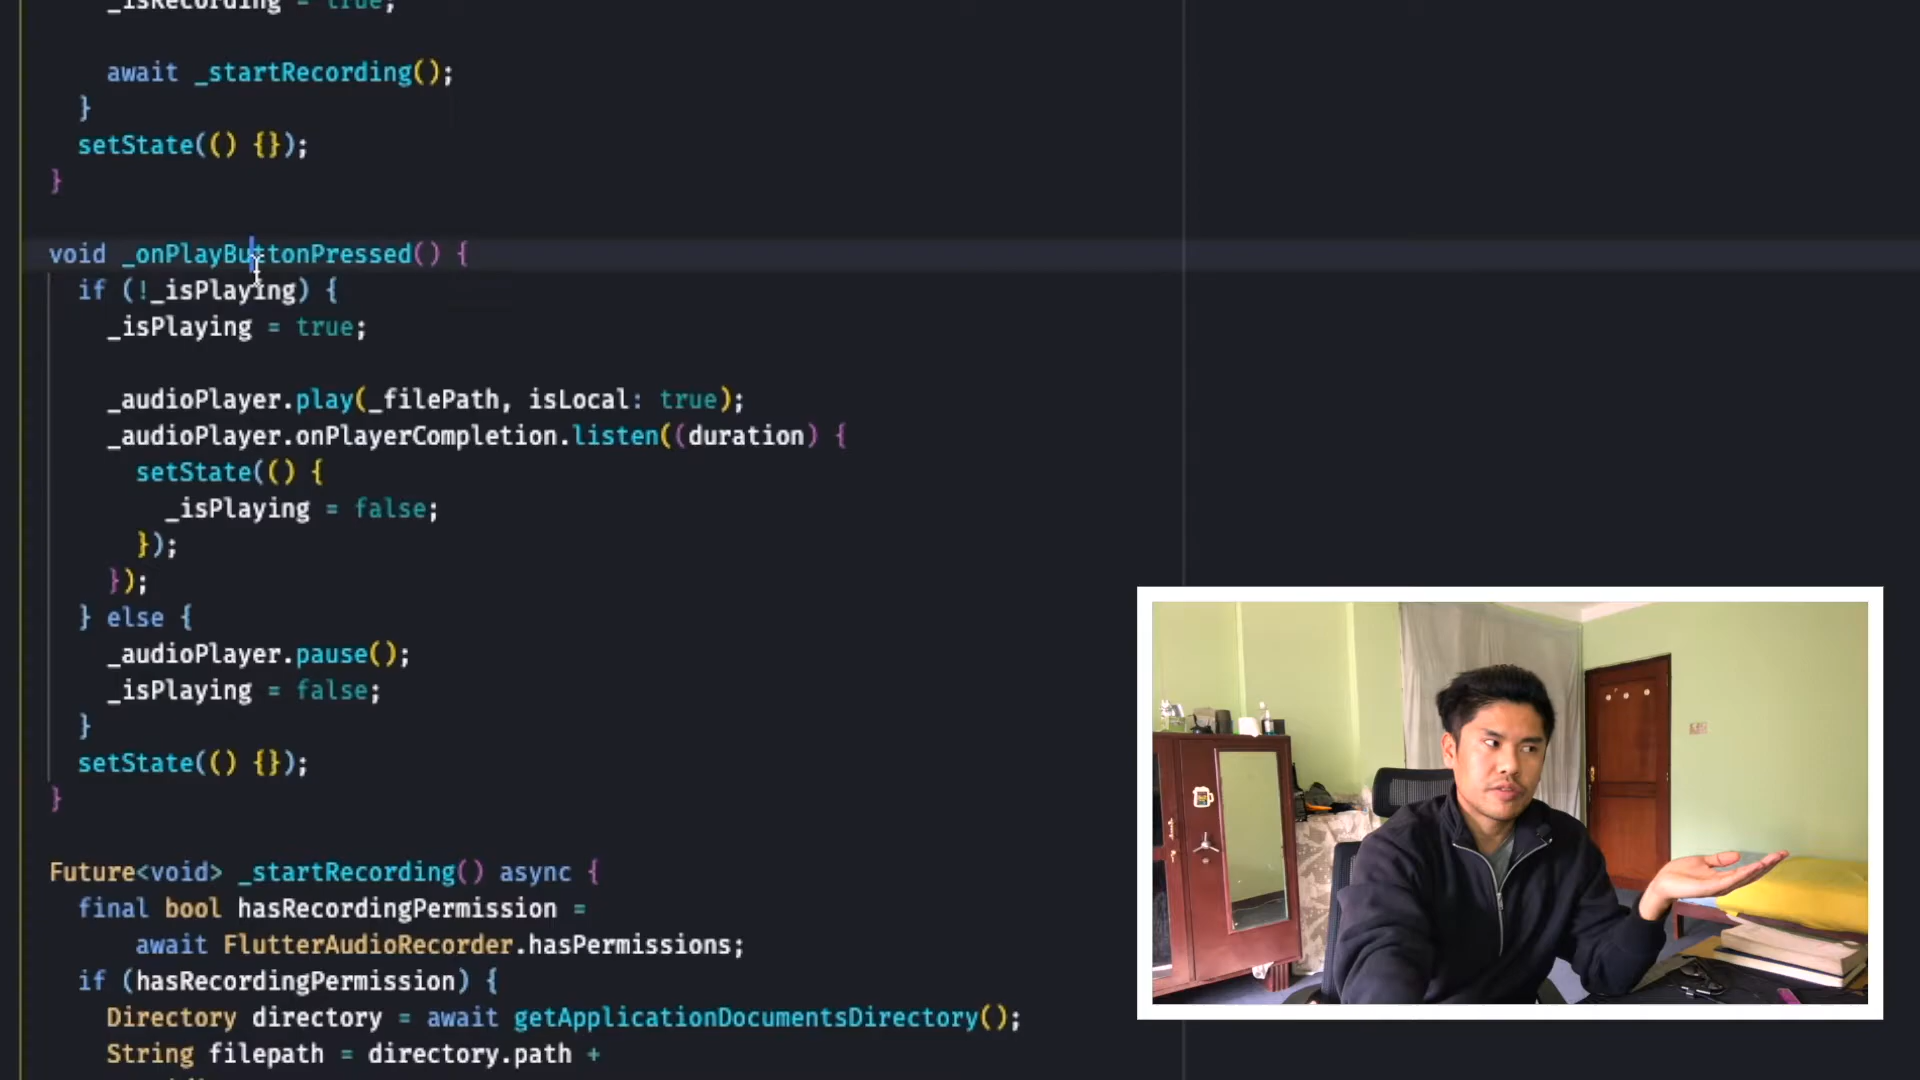 _isRecording = true;
await _startRecording();
}
setState(() {});
}
void _onPlayButtonPressed() {
if (!_isPlaying) {
_isPlaying = true;
_audioPlayer.play(_filePath, isLocal: true);
_audioPlayer.onPlayerCompletion.listen((duration) {
setState(() {
_isPlaying = false;
});
});
} else {
_audioPlayer.pause();
_isPlaying = false;
}
setState(() {});
}
Future<void> _startRecording() async {
final bool hasRecordingPermission =
await FlutterAudioRecorder.hasPermissions;
if (hasRecordingPermission) {
Directory directory = await getApplicationDocumentsDirectory();
String filepath = directory.path +